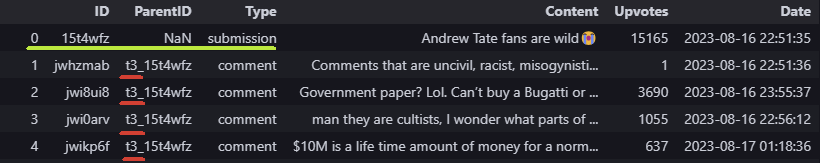 ID ParentID Type Content Upvotes Date
0 15t4wfz NaN submission Andrew Tate fans are wild 😭 15165 2023-08-16 22:51:35
1 jwhzmab t3_15t4wfz comment Comments that are uncivil, racist, misogynisti... 1 2023-08-16 22:51:36
2 jwi8ui8 t3_15t4wfz comment Government paper? Lol. Can’t buy a Bugatti or ... 3690 2023-08-16 23:55:37
3 jwi0arv t3_15t4wfz comment man they are cultists, I wonder what parts of ... 1055 2023-08-16 22:56:12
4 jwikp6f t3_15t4wfz comment $10M is a life time amount of money for a norm... 637 2023-08-17 01:18:36